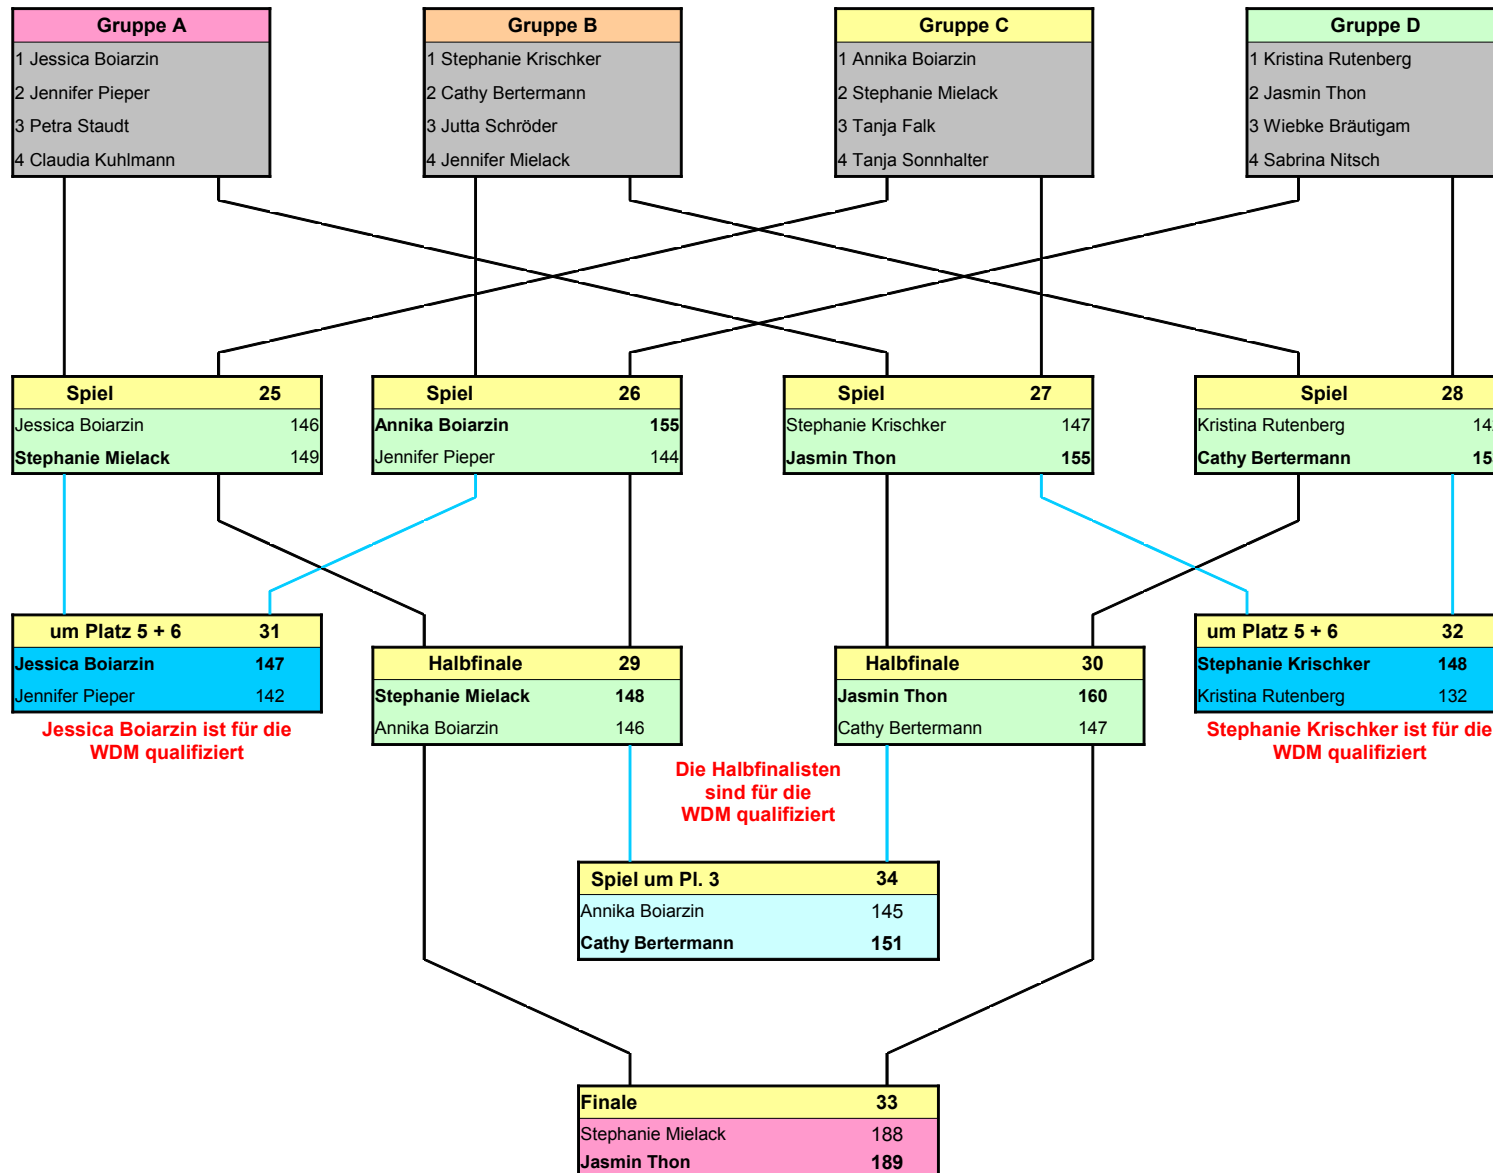 Gruppe A
1 Jessica Boiarzin
2 Jennifer Pieper
3 Petra Staudt
4 Claudia Kuhlmann
Gruppe B
1 Stephanie Krischker
2 Cathy Bertermann
3 Jutta Schröder
4 Jennifer Mielack
Gruppe C
1 Annika Boiarzin
2 Stephanie Mielack
3 Tanja Falk
4 Tanja Sonnhalter
Gruppe D
1 Kristina Rutenberg
2 Jasmin Thon
3 Wiebke Bräutigam
4 Sabrina Nitsch
Spiel 25
Jessica Boiarzin 146
Stephanie Mielack 149
Spiel 26
Annika Boiarzin 155
Jennifer Pieper 144
Spiel 27
Stephanie Krischker 147
Jasmin Thon 155
Spiel 28
Kristina Rutenberg
Cathy Bertermann
um Platz 5 + 6 31
Jessica Boiarzin 147
Jennifer Pieper 142
Jessica Boiarzin ist für die
WDM qualifiziert
Halbfinale 29
Stephanie Mielack 148
Annika Boiarzin 146
Halbfinale 30
Jasmin Thon 160
Cathy Bertermann 147
um Platz 5 + 6 32
Stephanie Krischker 148
Kristina Rutenberg 132
Stephanie Krischker ist für die
WDM qualifiziert
Die Halbfinalisten
sind für die
WDM qualifiziert
Spiel um Pl. 3 34
Annika Boiarzin 145
Cathy Bertermann 151
Finale 33
Stephanie Mielack 188
Jasmin Thon 189